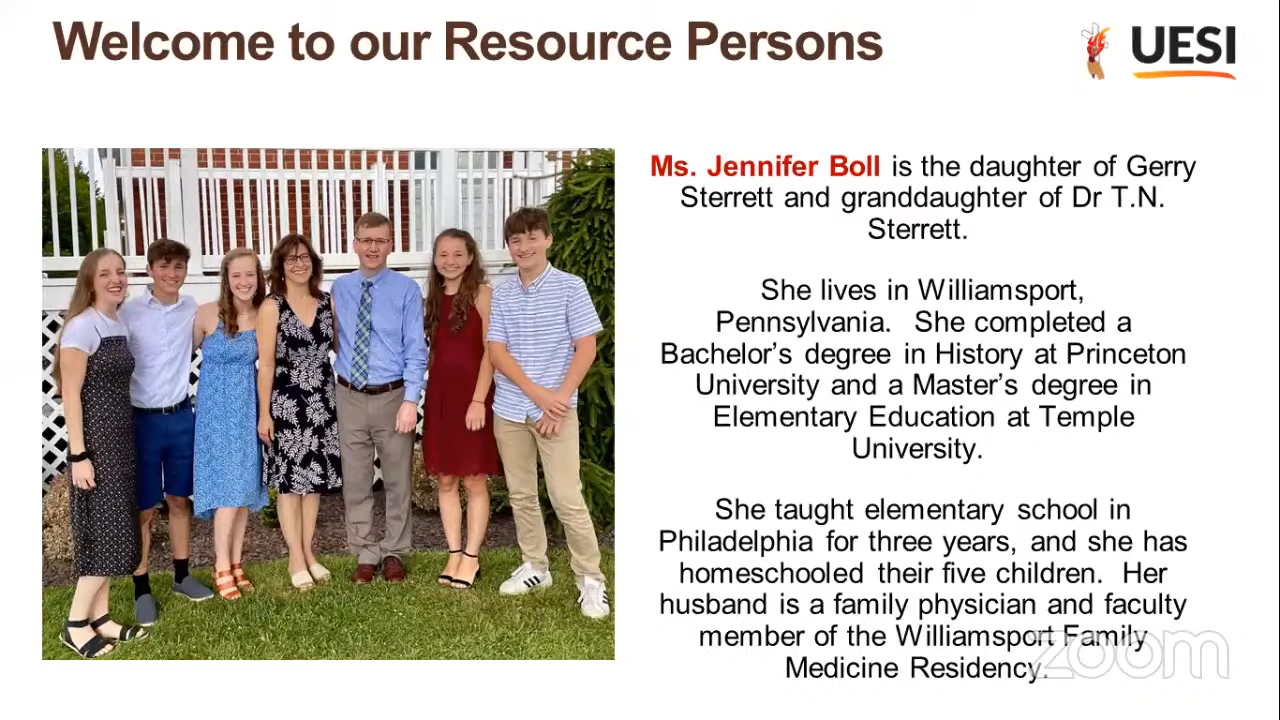 Welcome to our Resource Persons
UESI
Ms. Jennifer Boll is the daughter of Gerry
Sterrett and granddaughter of Dr T.N.
Sterrett.
She lives in Williamsport,
Pennsylvania. She completed a
Bachelor's degree in History at Princeton
University and a Master's degree in
Elementary Education at Temple
University.
She taught elementary school in
Philadelphia for three years, and she has
homeschooled their five children. Her
husband is a family physician and faculty
member of the Williamsport Family
Medicine Residency.
zoom